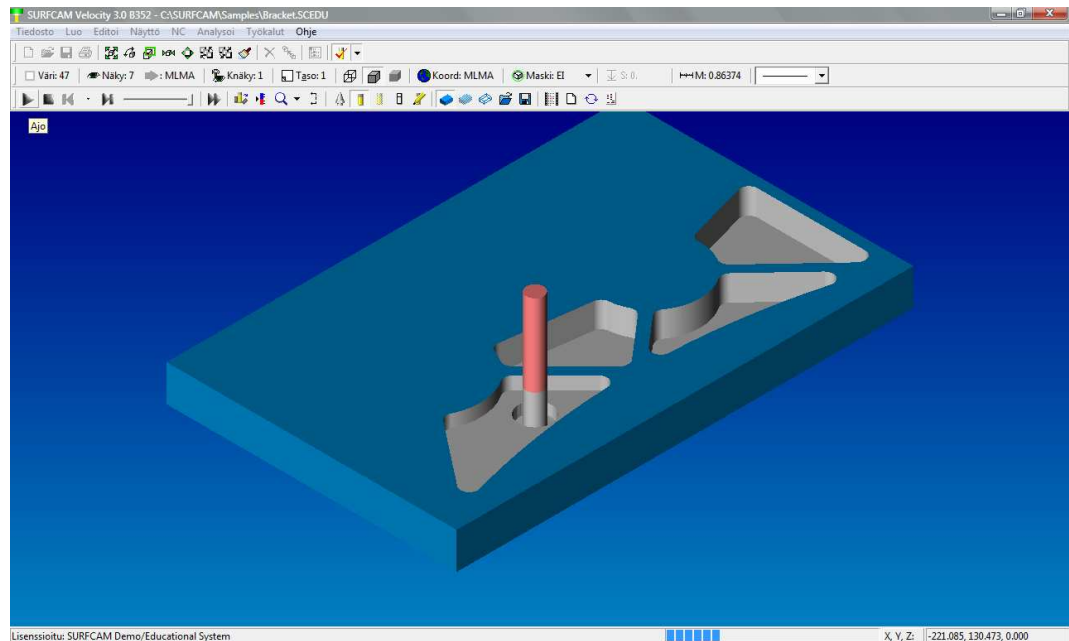 SURFCAM Velocity 3.0 B352 - C:\SURFCAM\Samples\Bracket.SCEDU
Tiedosto Luo Editoi Näyttö NC Analysoi Työkalut Ohje
Väri: 47 Näky: 7 : MLMA Knäky: 1 Taso: 1 Koord: MLMA Maski: EI S: 0. M: 0.86374
Ajo
Lisenssioitu: SURFCAM Demo/Educational System X, Y, Z: -221.085, 130.473, 0.000